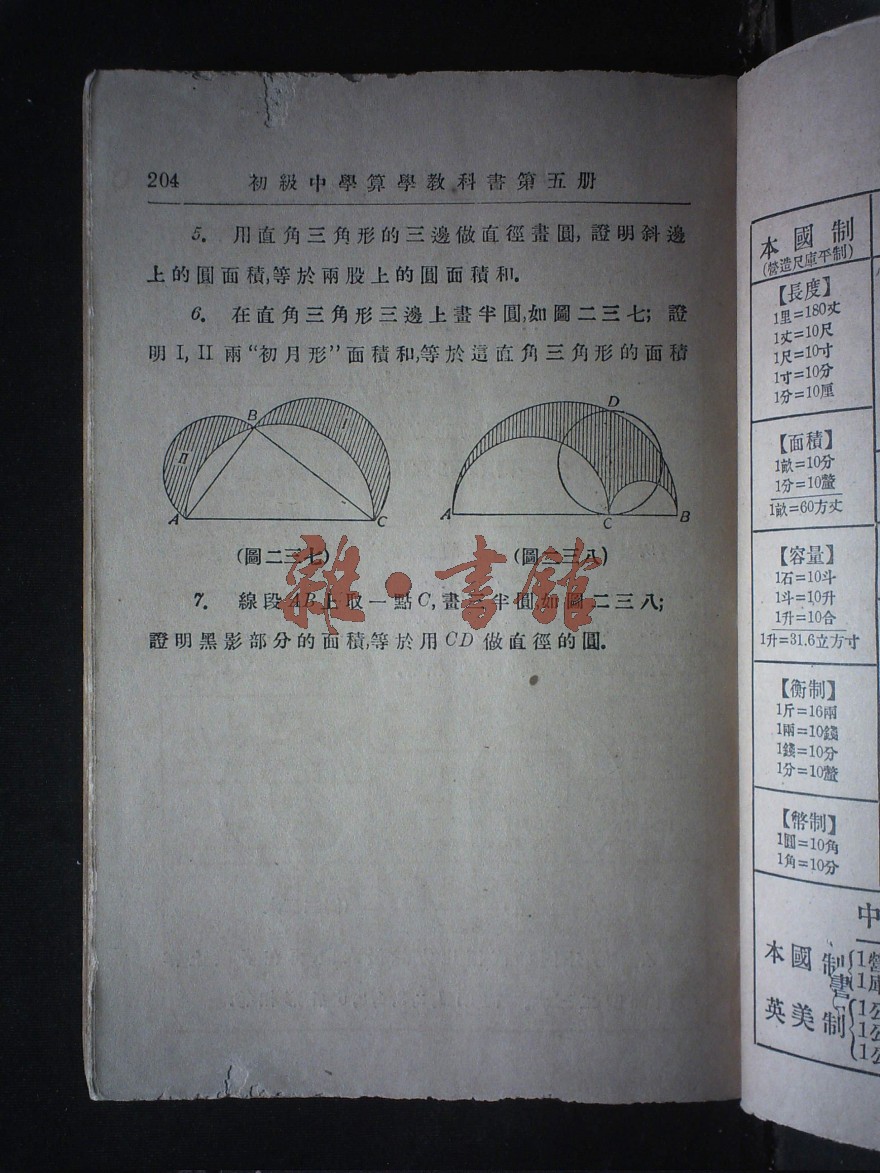 204 初級中學算學教科書第五册
5. 用直角三角形的三邊做直徑畫圓, 證明斜邊
上的圓面積,等於兩股上的圓面積和.
6. 在直角三角形三邊上畫半圓,如圖二三七; 證
明 I, II 兩“初月形”面積和,等於這直角三角形的面積
B
I
II
A
C
(圖二三七)
D
A
C
B
(圖二三八)
雜·書館
7. 線段AB上取一點C, 畫三半圓如圖二三八;
證明黑影部分的面積,等於用CD做直徑的圓.
本國制
(營造尺庫平制)
【長度】
1里=180丈
1丈=10尺
1尺=10寸
1寸=10分
1分=10厘
【面積】
1畝=10分
1分=10釐
1畝=60方丈
【容量】
1石=10斗
1斗=10升
1升=10合
1升=31.6立方寸
【衡制】
1斤=16兩
1兩=10錢
1錢=10分
1分=10釐
【幣制】
1圓=10角
1角=10分
中
本國制
1營
1庫
英美制
1公
1公
1公